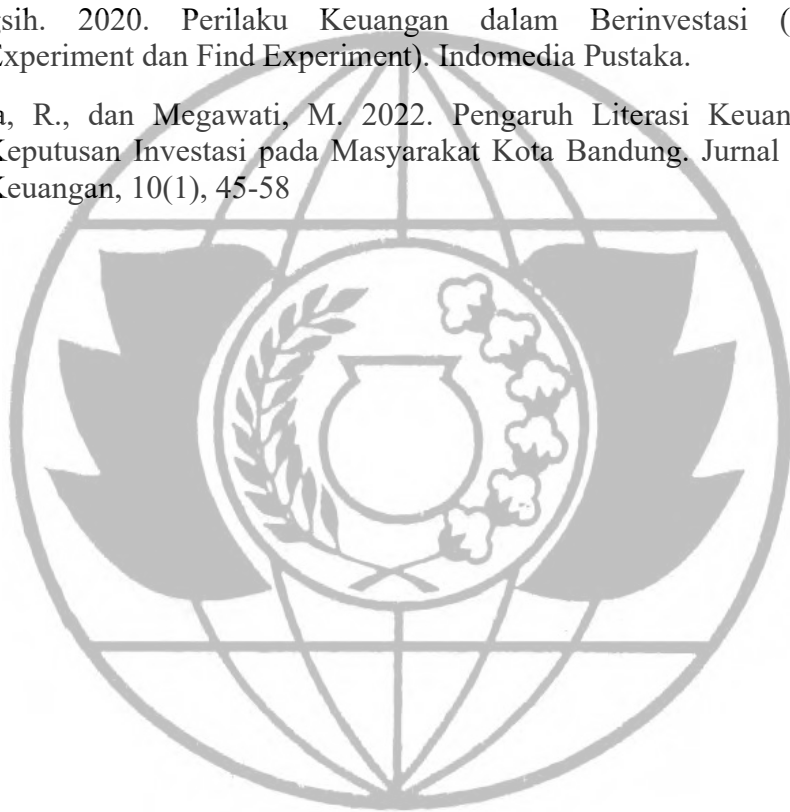 gsih. 2020. Perilaku Keuangan dalam Berinvestasi (
Experiment dan Find Experiment). Indomedia Pustaka.
a, R., dan Megawati, M. 2022. Pengaruh Literasi Keuan
Keputusan Investasi pada Masyarakat Kota Bandung. Jurnal
Keuangan, 10(1), 45-58